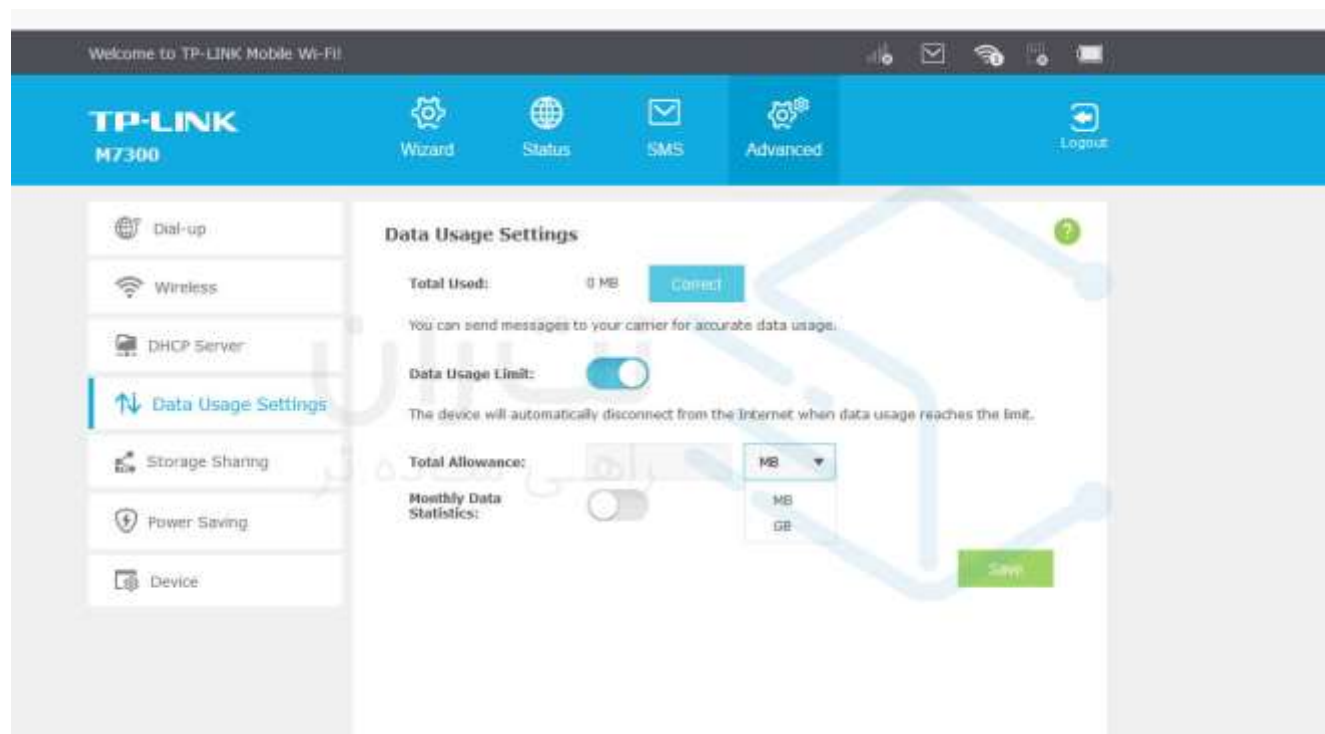 Welcome to TP-LINK Mobile Wi-Fi!
TP-LINK
M7300
Wizard
Status
SMS
Advanced
Logout
Dial-up
Wireless
DHCP Server
Data Usage Settings
Storage Sharing
Power Saving
Device
Data Usage Settings
?
Total Used: 0 MB Correct
You can send messages to your carrier for accurate data usage.
Data Usage Limit:
The device will automatically disconnect from the Internet when data usage reaches the limit.
Total Allowance: MB
MB
GB
Monthly Data
Statistics:
Save
راهی ساده تر